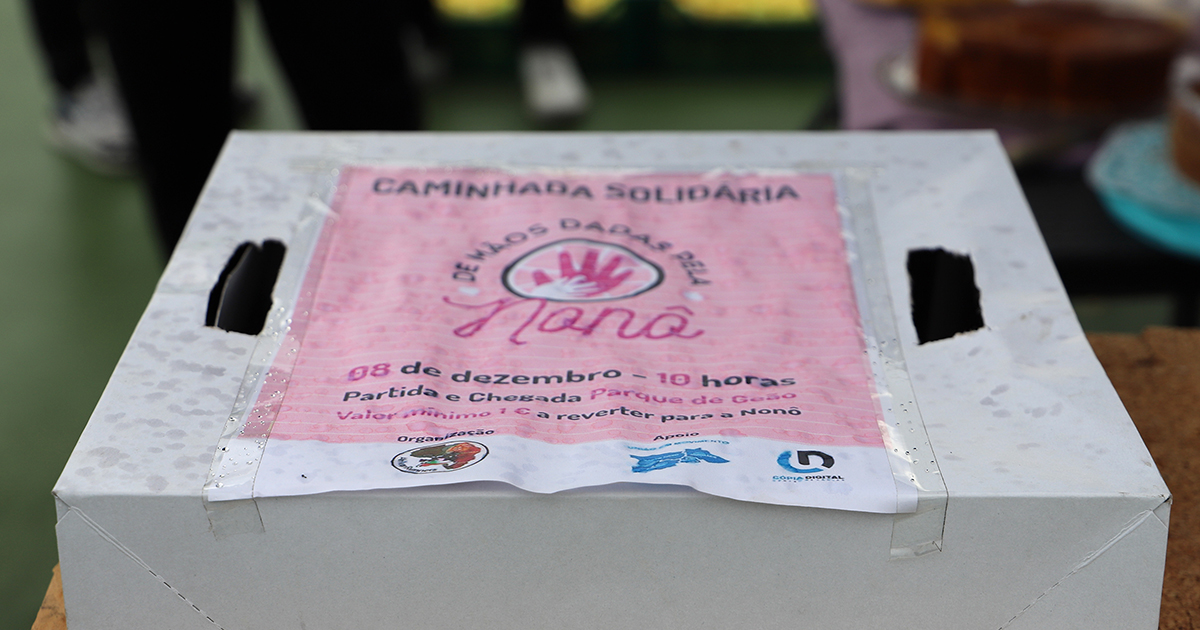 CAMINHADA SOLIDÁRIA
DE MÃOS DADAS PELA
Nonô
08 de dezembro - 10 horas
Partida e Chegada Parque de Geão
Valor mínimo 1 € a reverter para a Nonô
Organização
Apoio
CÓPIA DIGITAL